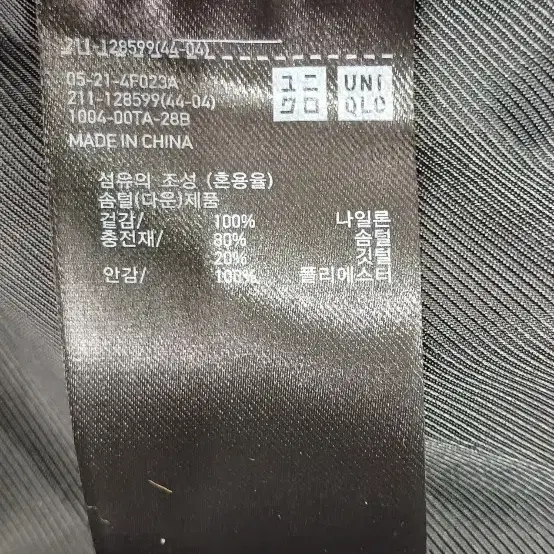 211-128599(44-04)
ユニ UNI
クロ QLO
05-21-4F023A
211-128599(44-04)
1004-00TA-28B
MADE IN CHINA
섬유의 조성 (혼용율)
솜털(다운)제품
겉감/ 100% 나일론
충전재/ 80% 솜털
20% 깃털
안감/ 100% 폴리에스터